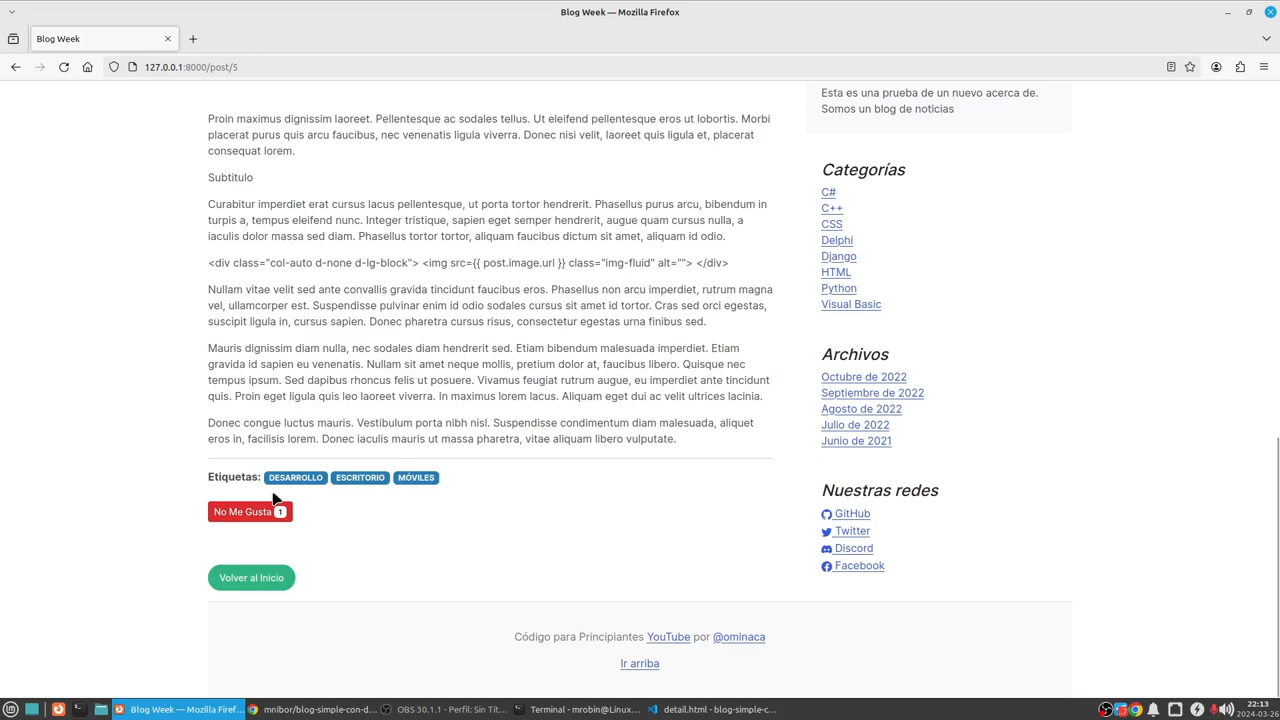 Blog Week — Mozilla Firefox
Blog Week
127.0.0.1:8000/post/5
Proin maximus dignissim laoreet. Pellentesque ac sodales tellus. Ut eleifend pellentesque eros ut lobortis. Morbi
placerat purus quis arcu faucibus, nec venenatis ligula viverra. Donec nisi velit, laoreet quis ligula et, placerat
consequat lorem.
Subtitulo
Curabitur imperdiet erat cursus lacus pellentesque, ut porta tortor hendrerit. Phasellus purus arcu, bibendum in
turpis a, tempus eleifend nunc. Integer tristique, sapien eget semper hendrerit, augue quam cursus nulla, a
iaculis dolor massa sed diam. Phasellus tortor tortor, aliquam faucibus dictum sit amet, aliquam id odio.
<div class="col-auto d-none d-lg-block"> <img src={{ post.image.url }} class="img-fluid" alt=""> </div>
Nullam vitae velit sed ante convallis gravida tincidunt faucibus eros. Phasellus non arcu imperdiet, rutrum magna
vel, ullamcorper est. Suspendisse pulvinar enim id odio sodales cursus sit amet id tortor. Cras sed orci egestas,
suscipit ligula in, cursus sapien. Donec pharetra cursus risus, consectetur egestas urna finibus sed.
Mauris dignissim diam nulla, nec sodales diam hendrerit sed. Etiam bibendum malesuada imperdiet. Etiam
gravida id sapien eu venenatis. Nullam sit amet neque mollis, pretium dolor at, faucibus libero. Quisque nec
tempus ipsum. Sed dapibus rhoncus felis ut posuere. Vivamus feugiat rutrum augue, eu imperdiet ante tincidunt
quis. Proin eget ligula quis leo laoreet viverra. In maximus lorem lacus. Aliquam eget dui ac velit ultrices lacinia.
Donec congue luctus mauris. Vestibulum porta nibh nisl. Suspendisse condimentum diam malesuada, aliquet
eros in, facilisis lorem. Donec iaculis mauris ut massa pharetra, vitae aliquam libero vulputate.
Etiquetas: DESARROLLO ESCRITORIO MÓVILES
No Me Gusta 1
Volver al Inicio
Esta es una prueba de un nuevo acerca de.
Somos un blog de noticias
Categorías
C#
C++
CSS
Delphi
Django
HTML
Python
Visual Basic
Archivos
Octubre de 2022
Septiembre de 2022
Agosto de 2022
Julio de 2022
Junio de 2021
Nuestras redes
GitHub
Twitter
Discord
Facebook
Código para Principiantes YouTube por @ominaca
Ir arriba
Blog Week — Mozilla Firef...
mnibor/blog-simple-con-d...
OBS 30.1.1 - Perfil: Sin Tít...
Terminal - mrobin@Linux...
detail.html - blog-simple-c...
22:13
2024-03-26